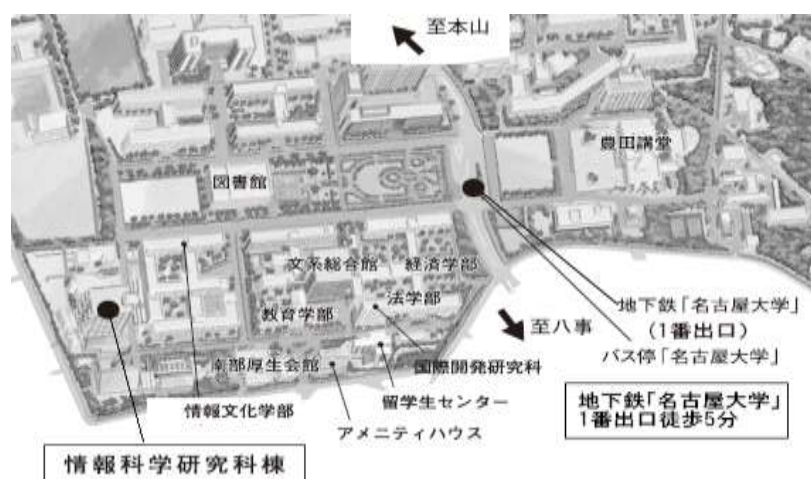 至本山
豊田講堂
図書館
文系総合館
経済学部
教育学部
法学部
地下鉄「名古屋大学」
(1番出口)
至八事
バス停「名古屋大学」
南部厚生会館
国際開発研究科
情報文化学部
留学生センター
アメニティハウス
地下鉄「名古屋大学」
1番出口徒歩5分
情報科学研究科棟